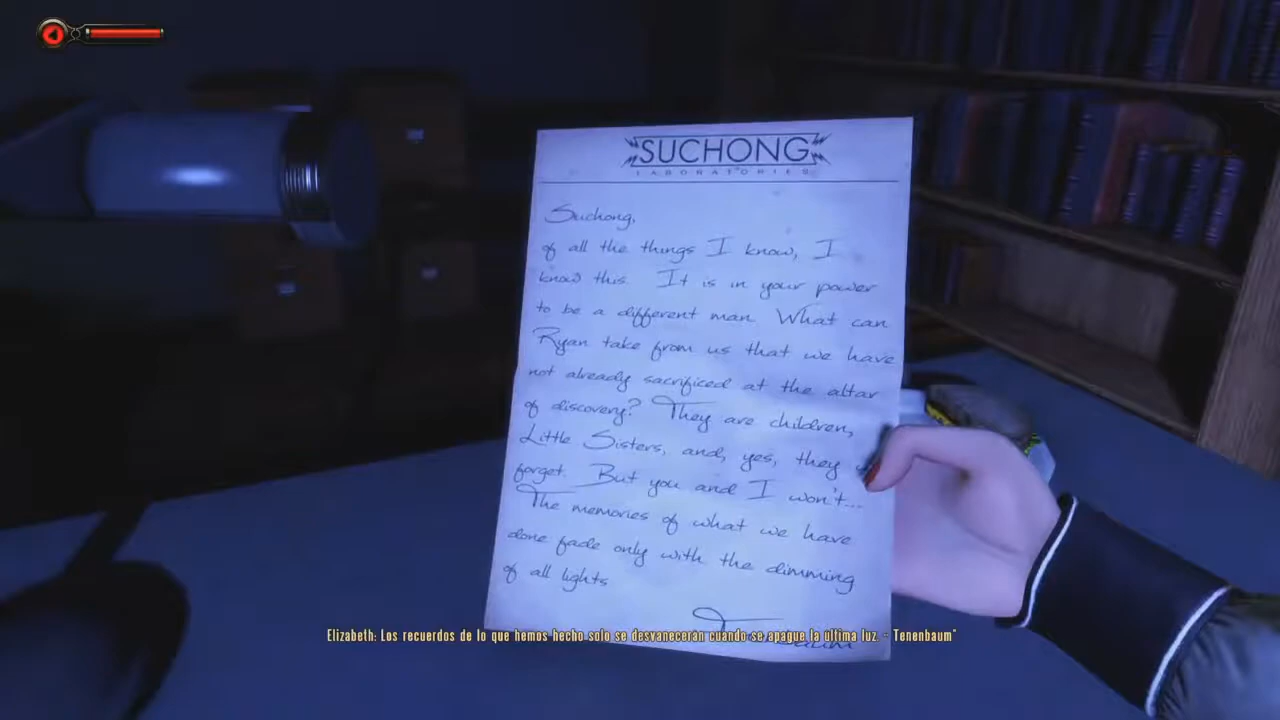 SUCHONG
LABORATORIES
Suchong,
of all the things I know, I
know this. It is in your power
to be a different man. What can
Ryan take from us that we have
not already sacrificed at the altar
of discovery? They are children,
Little Sisters, and, yes, they
forget. But you and I won't...
The memories of what we have
done fade only with the dimming
of all lights
Elizabeth: Los recuerdos de lo que hemos hecho solo se desvanecerán cuando se apague la última luz. - Tenenbaum"